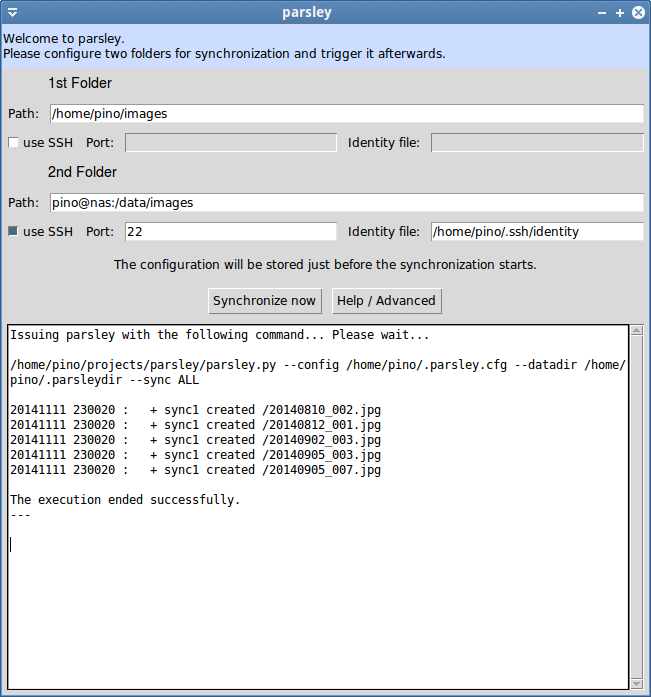 parsley
Welcome to parsley.
Please configure two folders for synchronization and trigger it afterwards.
1st Folder
Path: /home/pino/images
use SSH Port: Identity file:
2nd Folder
Path: pino@nas:/data/images
use SSH Port: 22 Identity file: /home/pino/.ssh/identity
The configuration will be stored just before the synchronization starts.
Synchronize now Help / Advanced
Issuing parsley with the following command... Please wait...
/home/pino/projects/parsley/parsley.py --config /home/pino/.parsley.cfg --datadir /home/
pino/.parsleydir --sync ALL
20141111 230020 :   + sync1 created /20140810_002.jpg
20141111 230020 :   + sync1 created /20140812_001.jpg
20141111 230020 :   + sync1 created /20140902_003.jpg
20141111 230020 :   + sync1 created /20140905_003.jpg
20141111 230020 :   + sync1 created /20140905_007.jpg
The execution ended successfully.
---